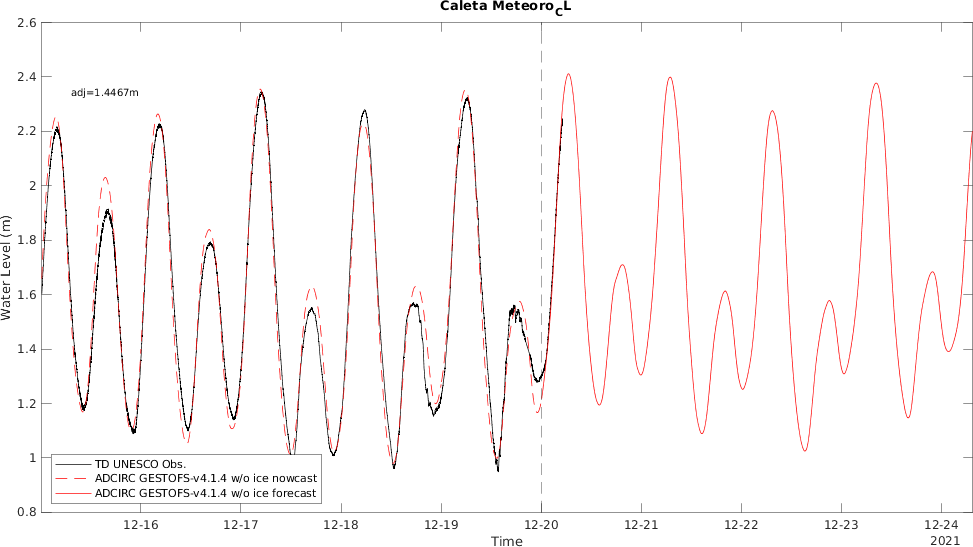 Caleta Meteoro_CL
2.6
2.4
adj=1.4467m
2.2
2
1.8
Water Level (m)
1.6
1.4
1.2
1
0.8
TD UNESCO Obs.
ADCIRC GESTOFS-v4.1.4 w/o ice nowcast
ADCIRC GESTOFS-v4.1.4 w/o ice forecast
12-16 12-17 12-18 12-19 12-20 12-21 12-22 12-23 12-24
Time 2021